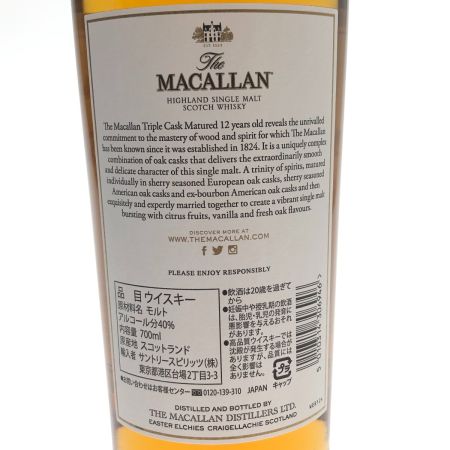 EST. 1824
The
MACALLAN
HIGHLAND SINGLE MALT
SCOTCH WHISKY
The Macallan Triple Cask Matured 12 years old reveals the unrivalled
commitment to the mastery of wood and spirit for which The Macallan
has been known since it was established in 1824. It is a uniquely complex
combination of oak casks that delivers the extraordinarily smooth
and delicate character of this single malt. A trinity of spirits, matured
individually in sherry seasoned European oak casks, sherry seasoned
American oak casks and ex-bourbon American oak casks and then
exquisitely and expertly married together to create a vibrant single malt
bursting with citrus fruits, vanilla and fresh oak flavours.
DISCOVER MORE AT
WWW.THEMACALLAN.COM
PLEASE ENJOY RESPONSIBLY
品 目 ウイスキー
原材料名 モルト
アルコール分40%
内容量 700ml
原産地 スコットランド
輸入者 サントリースピリッツ(株)
東京都港区台場2丁目3-3
●お問い合わせはお客様センター 0120-139-310 JAPAN
●飲酒は20歳を過ぎて
から
●妊娠中や授乳期の飲酒
は、胎児・乳児の発育に
悪影響を与えるおそれ
があります。
●高品質ウイスキーでは
沈殿が発生する場合が
ありますが、品質には
全く影響は
ありません。
キャップ
DISTILLED AND BOTTLED BY
THE MACALLAN DISTILLERS LTD.
EASTER ELCHIES CRAIGELLACHIE SCOTLAND